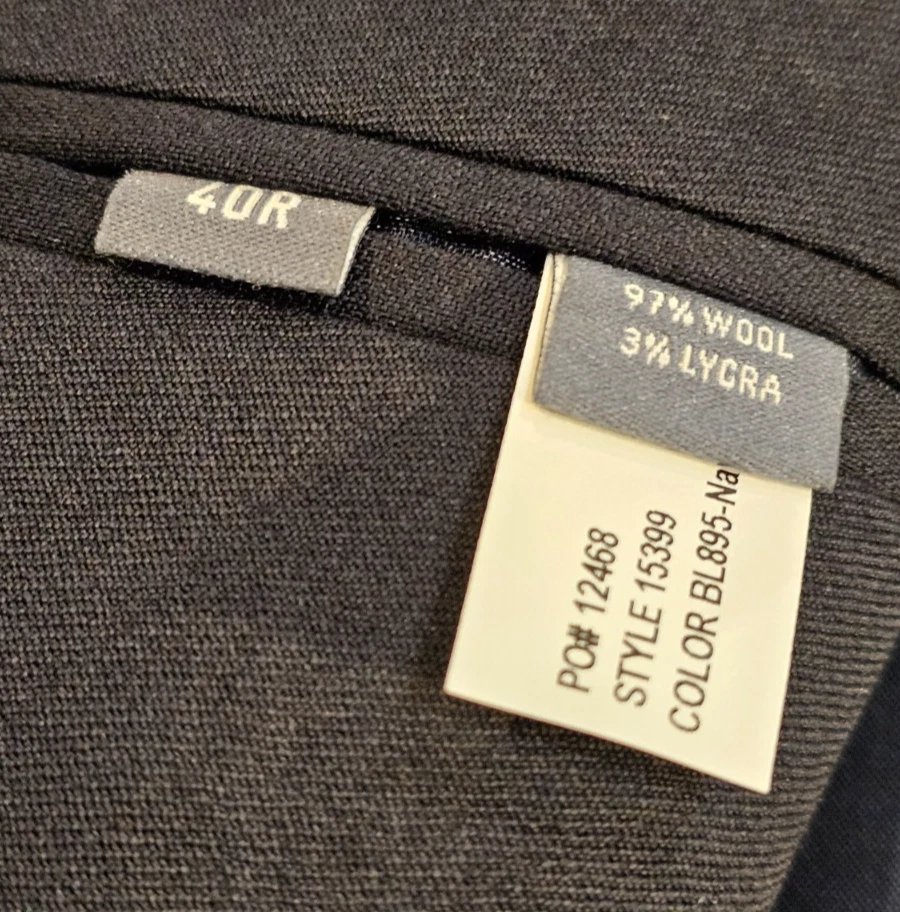 40R
97% WOOL
3% LYCRA
PO# 12468
STYLE 15399
COLOR BL895-Na